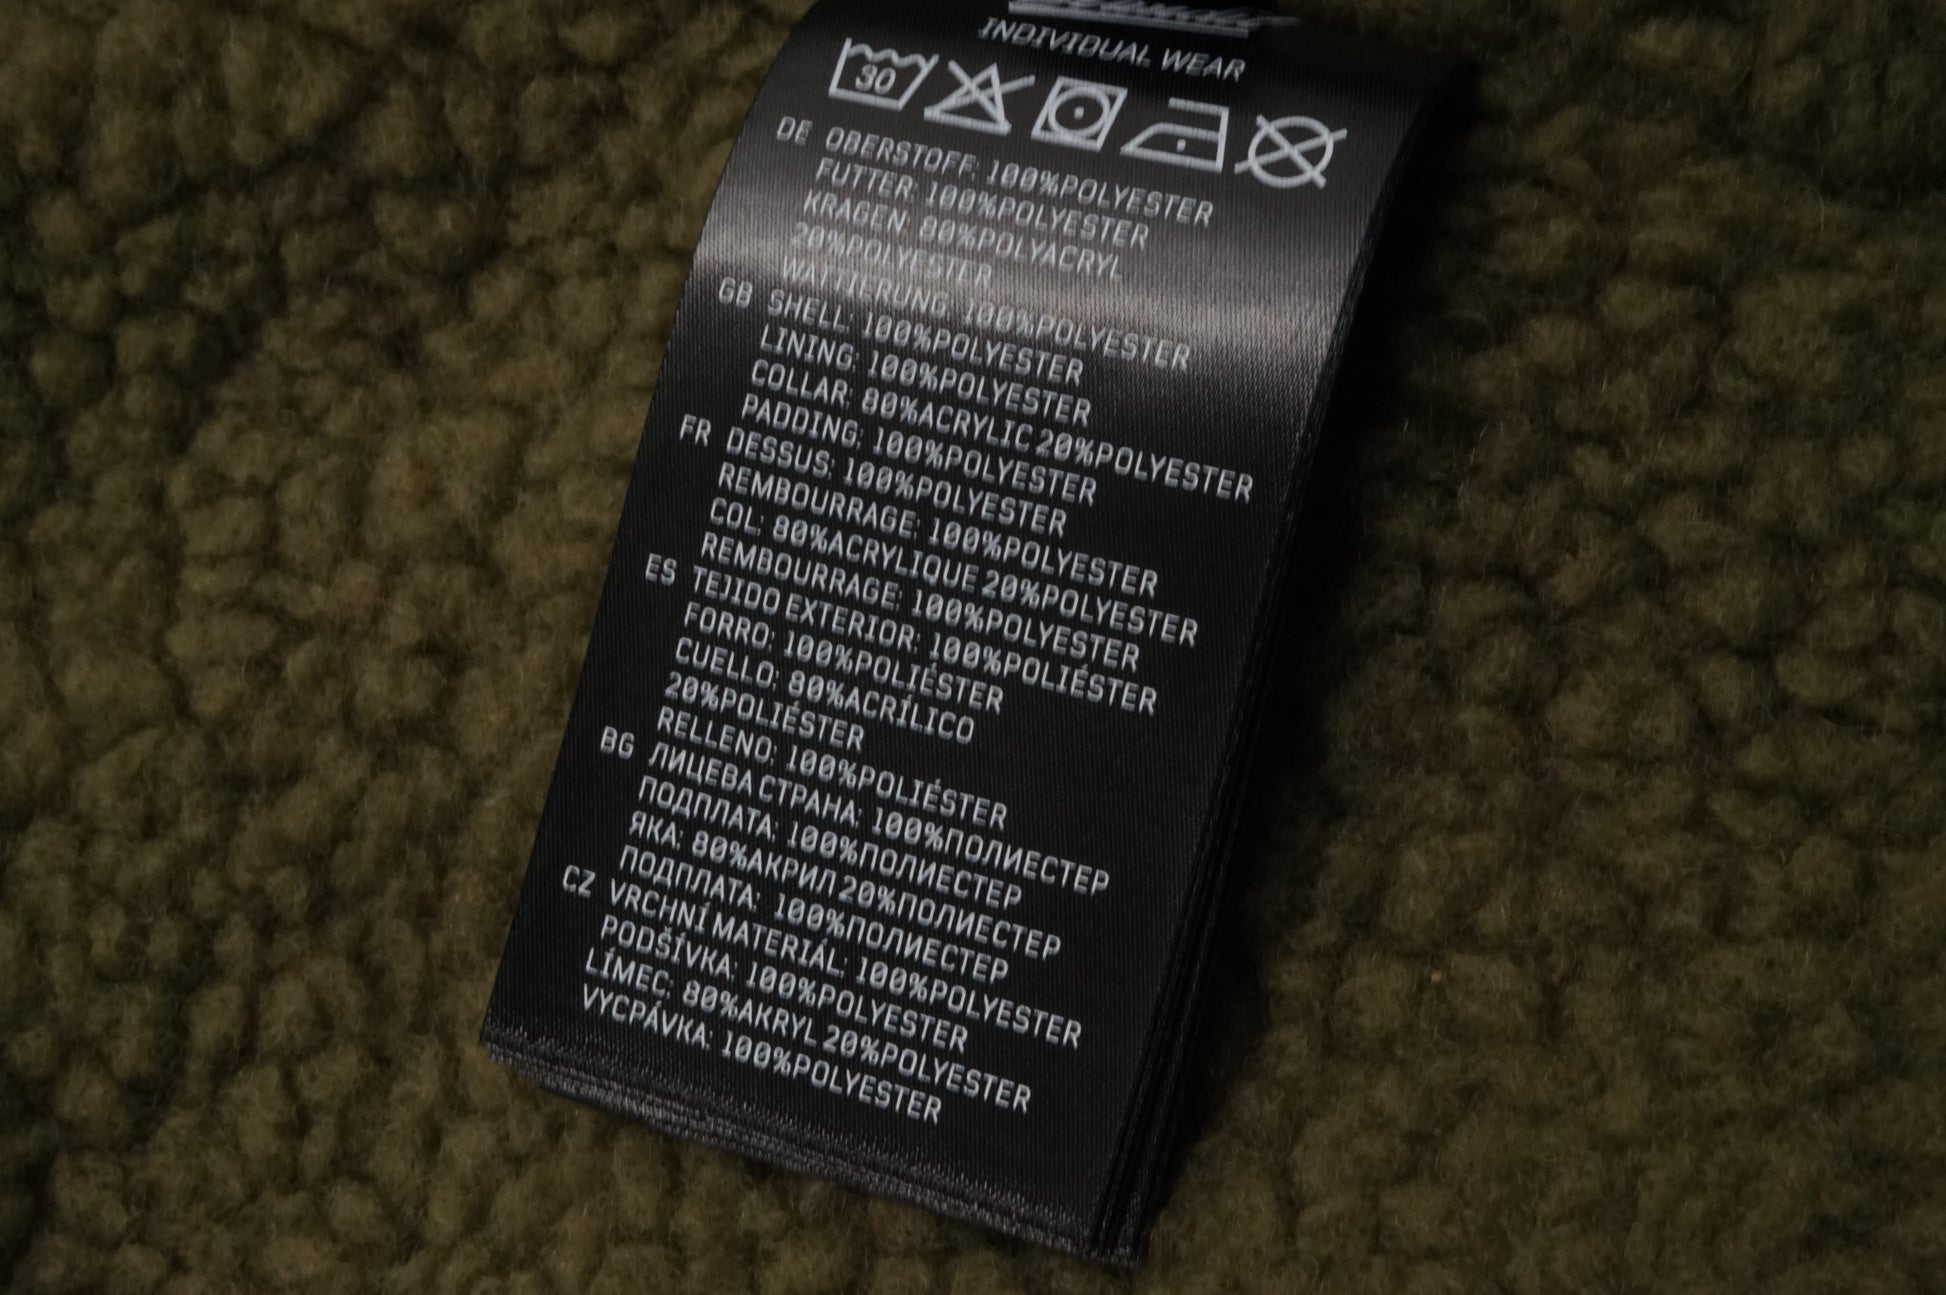 INDIVIDUAL WEAR
30
DE OBERSTOFF: 100%POLYESTER
FUTTER: 100%POLYESTER
KRAGEN: 80%POLYACRYL
20%POLYESTER
WATTIERUNG: 100%POLYESTER
GB SHELL: 100%POLYESTER
LINING: 100%POLYESTER
COLLAR: 80%ACRYLIC 20%POLYESTER
PADDING: 100%POLYESTER
FR DESSUS: 100%POLYESTER
REMBOURRAGE: 100%POLYESTER
COL: 80%ACRYLIQUE 20%POLYESTER
REMBOURRAGE: 100%POLYESTER
ES TEJIDO EXTERIOR: 100%POLIÉSTER
FORRO: 100%POLIÉSTER
CUELLO: 80%ACRÍLICO
20%POLIÉSTER
RELLENO: 100%POLIÉSTER
BG ЛИЦЕВА СТРАНА: 100%ПОЛИЕСТЕР
ПОДПЛАТА: 100%ПОЛИЕСТЕР
ЯКА: 80%АКРИЛ 20%ПОЛИЕСТЕР
ПОДПЛАТА: 100%ПОЛИЕСТЕР
CZ VRCHNÍ MATERIÁL: 100%POLYESTER
PODŠÍVKA: 100%POLYESTER
LÍMEC: 80%AKRYL 20%POLYESTER
VYCPÁVKA: 100%POLYESTER